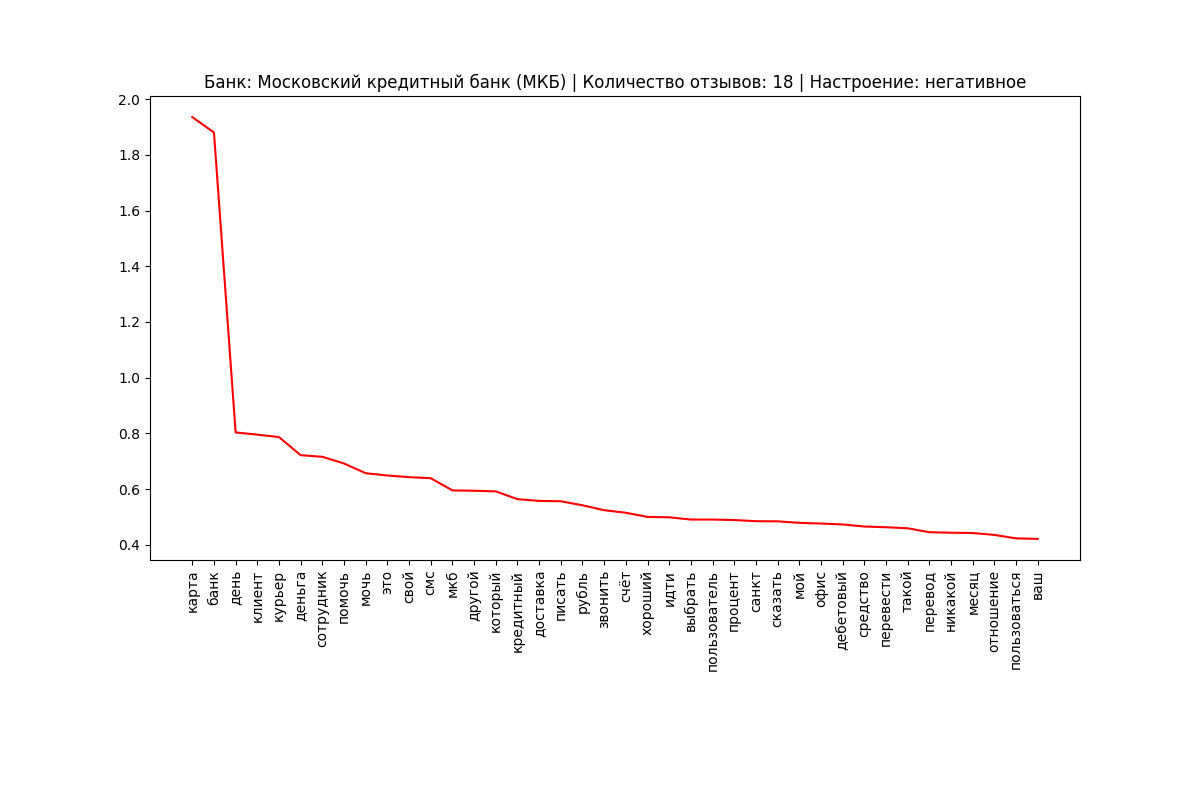 Банк: Московский кредитный банк (МКБ) | Количество отзывов: 18 | Настроение: негативное
2.0
1.8
1.6
1.4
1.2
1.0
0.8
0.6
0.4
карта
банк
день
клиент
курьер
деньга
сотрудник
помочь
мочь
это
свой
смс
мкб
другой
который
кредитный
доставка
писать
рубль
звонить
счёт
хороший
идти
выбрать
пользователь
процент
санкт
сказать
мой
офис
дебетовый
средство
перевести
такой
перевод
никакой
месяц
отношение
пользоваться
ваш